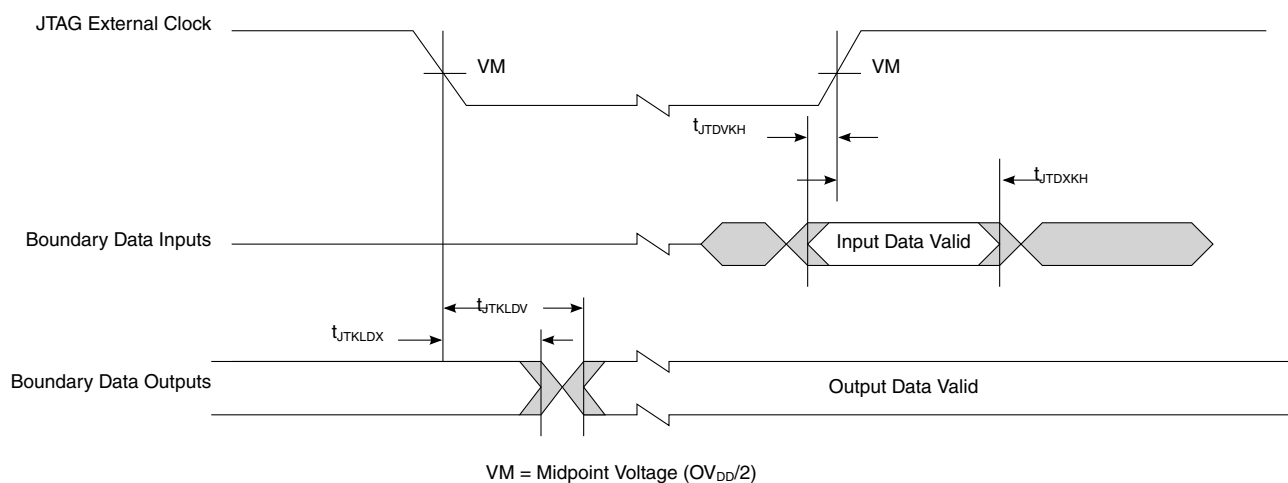 JTAG External Clock
VM
VM
tJTDVKH
tJTDXKH
Boundary Data Inputs
Input Data Valid
tJTKLDV
tJTKLDX
Boundary Data Outputs
Output Data Valid
VM = Midpoint Voltage (OVDD/2)